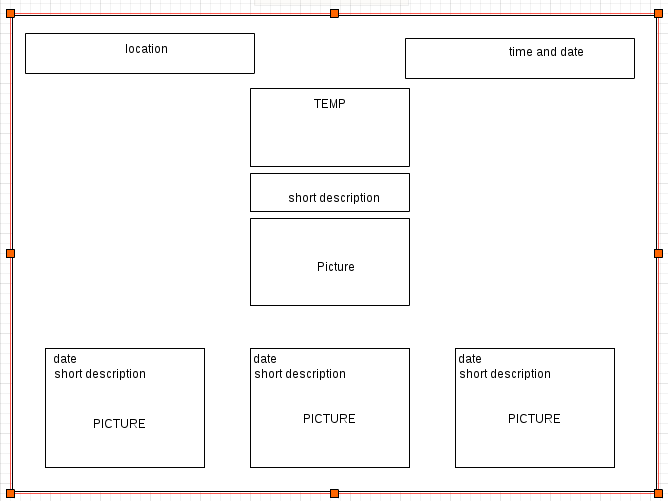 location
time and date
TEMP
short description
Picture
date
short description
PICTURE
date
short description
PICTURE
date
short description
PICTURE